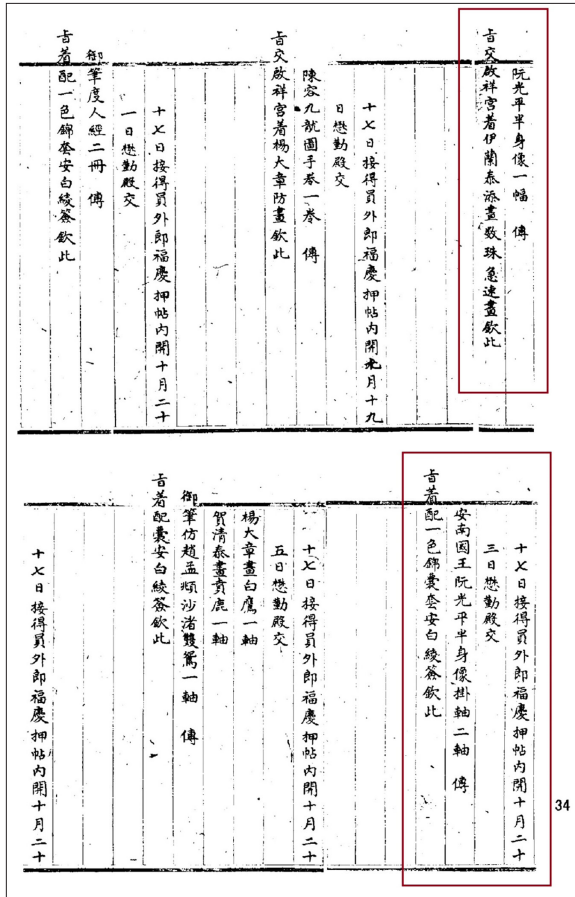 阮光平半身像一幅　傳
旨交啟祥宮着伊蘭泰添畫数珠急速畫欽此
十七日接得員外郎福慶押帖内開九月十九
日懋勤殿交
陳容九龍圖手卷一卷　傳
旨交啟祥宮着楊大章防畫欽此
十七日接得員外郎福慶押帖内開十月二十
一日懋勤殿交
御筆度人經二冊　傳
旨着配一色錦套安白綾簽欽此
十七日接得員外郎福慶押帖内開十月二十
三日懋勤殿交
安南國王阮光平半身像掛軸二軸　傳
旨着配一色錦囊套安白綾簽欽此
十七日接得員外郎福慶押帖内開十月二十
五日懋勤殿交
楊大章畫白鷹一軸
賀清泰畫賁鹿一軸
御筆仿趙孟頫沙渚雙鴛一軸　傳
旨着配囊安白綾簽欽此
十七日接得員外郎福慶押帖内開十月二十
34